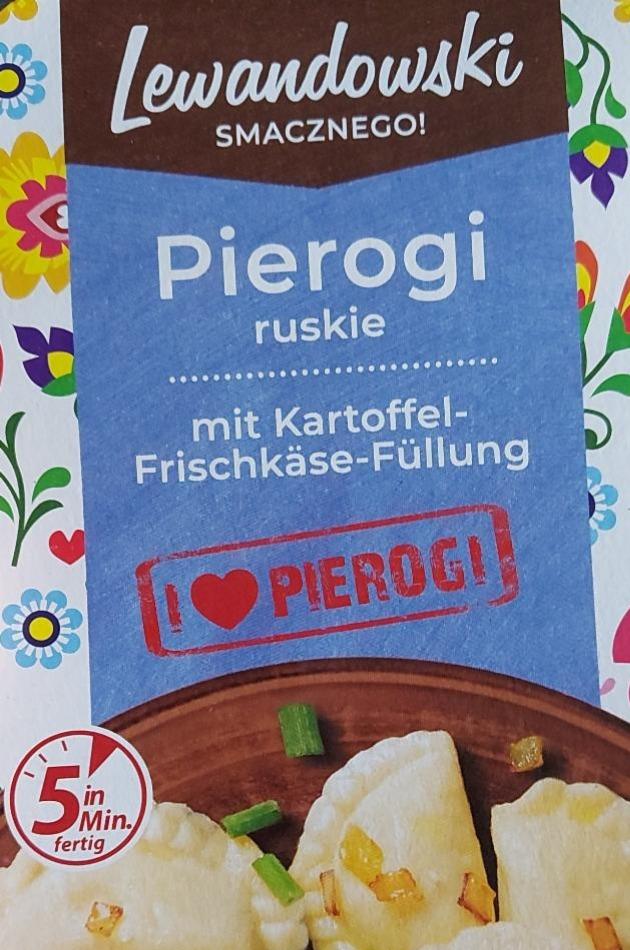 Lewandowski
SMACZNEGO!
Pierogi
ruskie
mit Kartoffel-
Frischkäse-Füllung
I ♥ PIEROGI
5 in
Min.
fertig